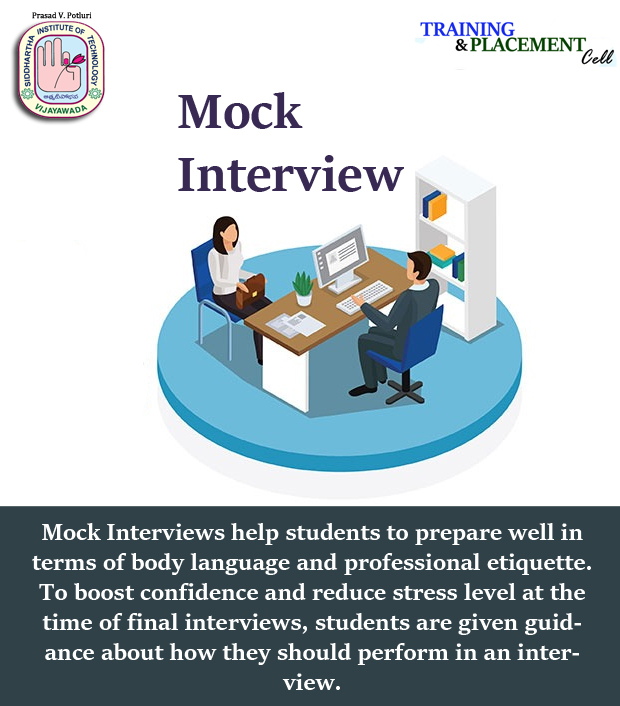 Prasad V. Potluri
SIDDHARTHA INSTITUTE OF TECHNOLOGY
VIJAYAWADA
TRAINING
&PLACEMENT
Cell
Mock
Interview
Mock Interviews help students to prepare well in
terms of body language and professional etiquette.
To boost confidence and reduce stress level at the
time of final interviews, students are given guid-
ance about how they should perform in an inter-
view.